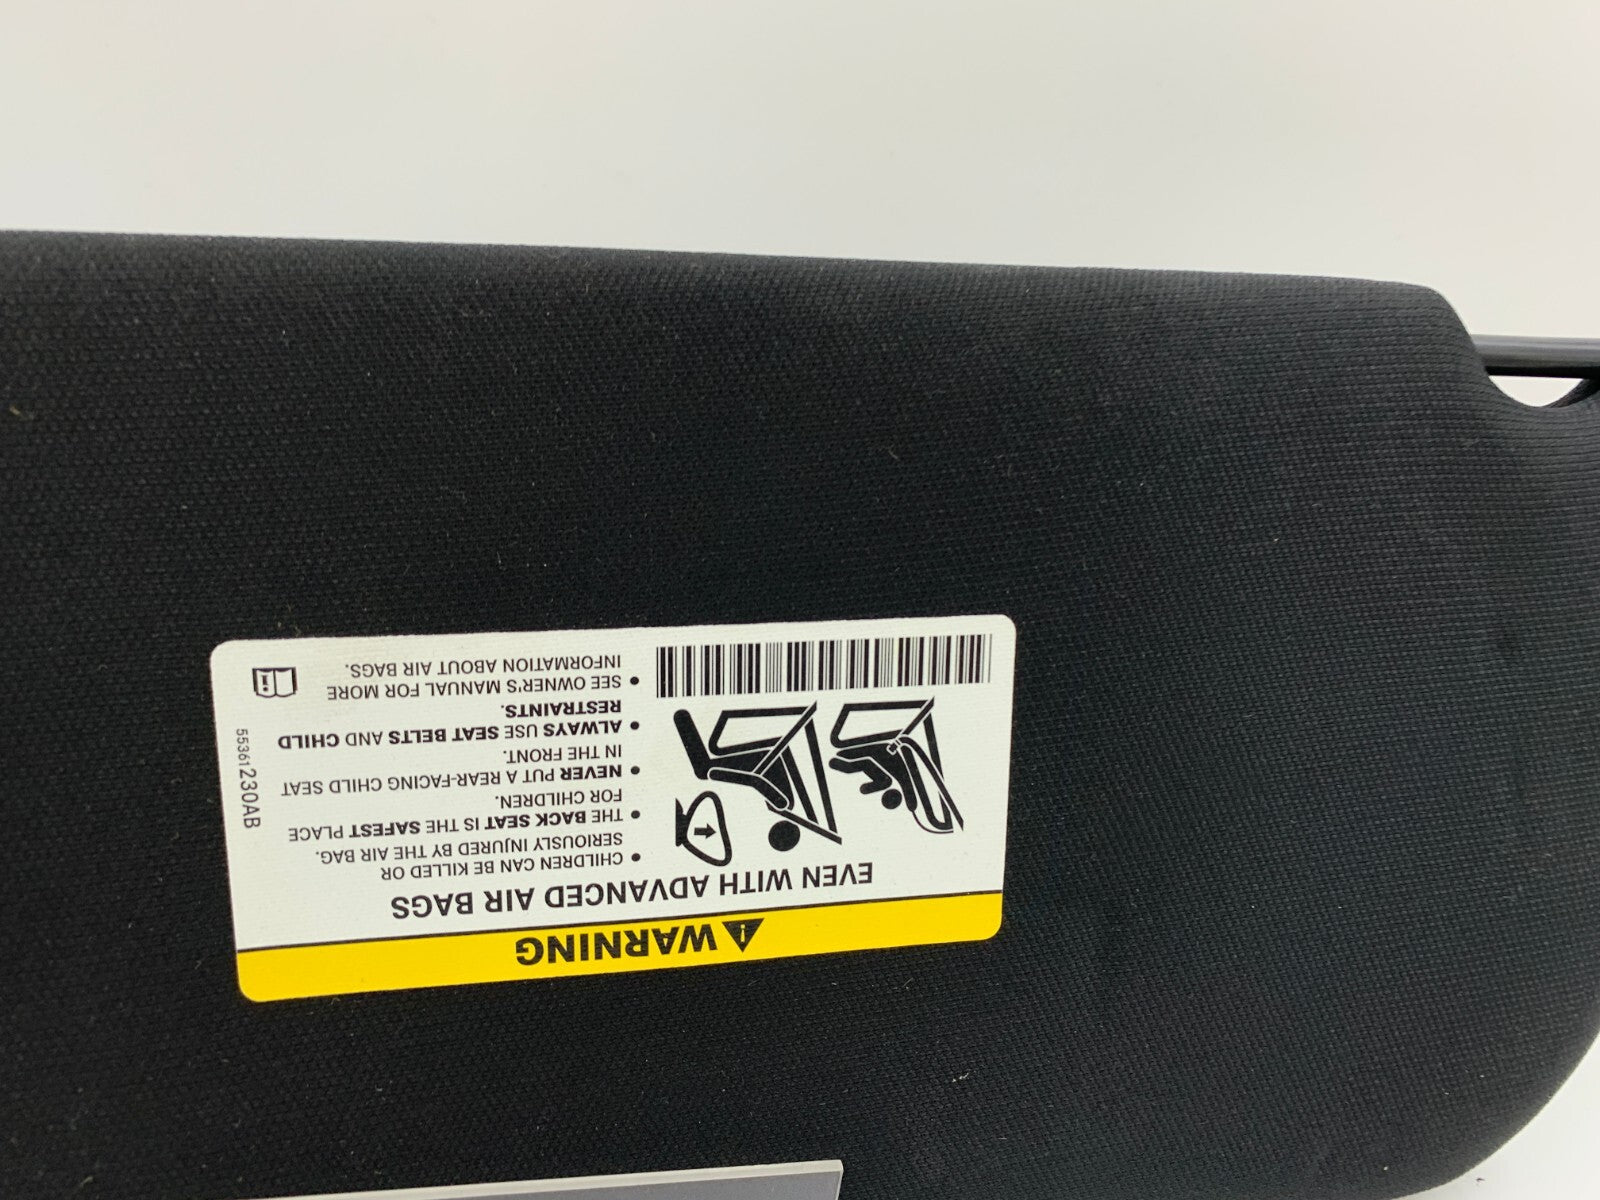 WARNING
EVEN WITH ADVANCED AIR BAGS
• CHILDREN CAN BE KILLED OR
SERIOUSLY INJURED BY THE AIR BAG.
• THE BACK SEAT IS THE SAFEST PLACE
FOR CHILDREN.
• NEVER PUT A REAR-FACING CHILD SEAT
IN THE FRONT.
• ALWAYS USE SEAT BELTS AND CHILD
RESTRAINTS.
• SEE OWNER'S MANUAL FOR MORE
INFORMATION ABOUT AIR BAGS.
55361230AB